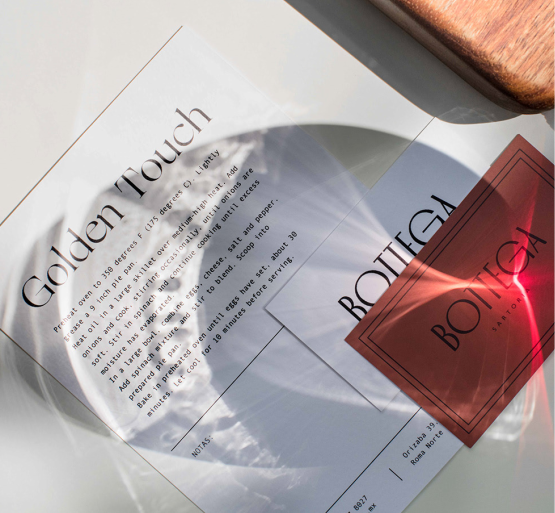 Golden Touch
Preheat oven to 350 degrees F (175 degrees C). Lightly
grease a 9 inch pie pan.
heat oil in a large skillet over medium-high heat. Add
onions and cook, stirring occasionally, until onions are
soft. Stir in spinach and continue cooking until excess
moisture has evaporated.
In a large bowl, combine eggs, cheese, salt and pepper.
Add spinach mixture and stir to blend. Scoop into
prepared pie pan.
Bake in preheated oven until eggs have set, about 30
minutes. Let cool for 10 minutes before serving.
NOTAS:
BOTTEGA
BOTTEGA
Orizaba 39,
Roma Norte
mx